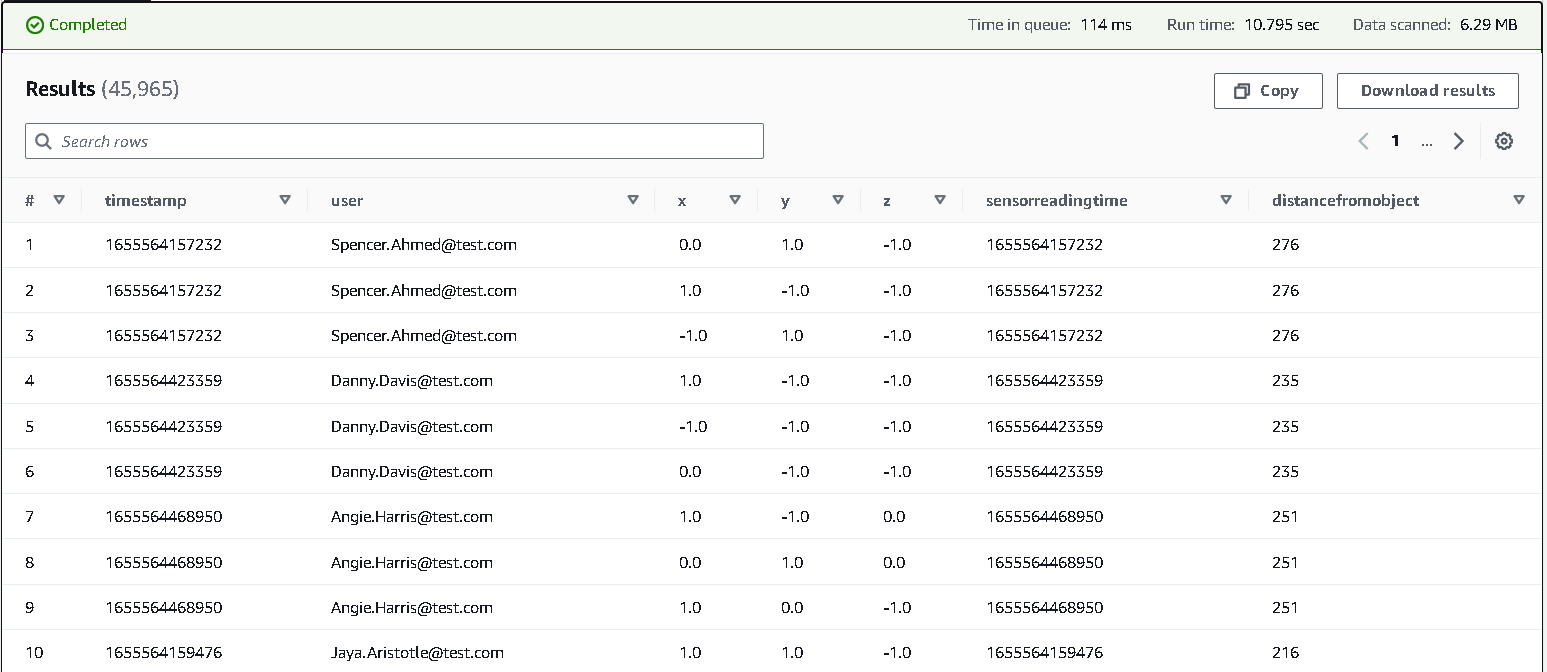 Completed Time in queue: 114 ms Run time: 10.795 sec Data scanned: 6.29 MB
Results (45,965) Copy Download results
Search rows 1 ...
# timestamp user x y z sensorreadingtime distancefromobject
1 1655564157232 Spencer.Ahmed@test.com 0.0 1.0 -1.0 1655564157232 276
2 1655564157232 Spencer.Ahmed@test.com 1.0 -1.0 -1.0 1655564157232 276
3 1655564157232 Spencer.Ahmed@test.com -1.0 1.0 -1.0 1655564157232 276
4 1655564423359 Danny.Davis@test.com 1.0 -1.0 -1.0 1655564423359 235
5 1655564423359 Danny.Davis@test.com -1.0 -1.0 -1.0 1655564423359 235
6 1655564423359 Danny.Davis@test.com 0.0 -1.0 -1.0 1655564423359 235
7 1655564468950 Angie.Harris@test.com 1.0 -1.0 0.0 1655564468950 251
8 1655564468950 Angie.Harris@test.com 0.0 1.0 0.0 1655564468950 251
9 1655564468950 Angie.Harris@test.com 1.0 0.0 -1.0 1655564468950 251
10 1655564159476 Jaya.Aristotle@test.com 1.0 1.0 -1.0 1655564159476 216